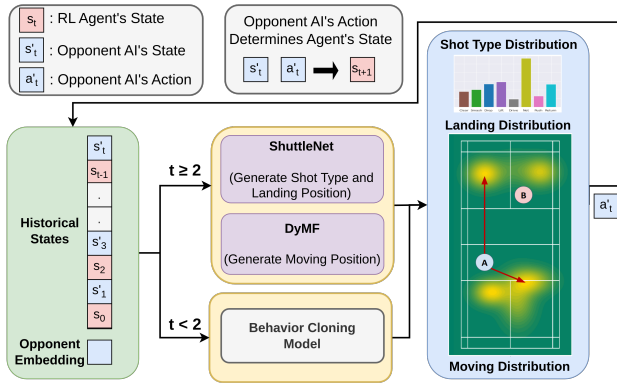 s_t : RL Agent's State
s'_t : Opponent AI's State
a'_t : Opponent AI's Action
Opponent AI's Action
Determines Agent's State
s'_t a'_t s_{t+1}
Historical
States
s'_t
s_{t-1}
.
.
s'_3
s_2
s'_1
s_0
Opponent
Embedding
t ≥ 2
t < 2
ShuttleNet
(Generate Shot Type and
Landing Position)
DyMF
(Generate Moving Position)
Behavior Cloning
Model
Shot Type Distribution
Landing Distribution
B
A
Moving Distribution
a'_t